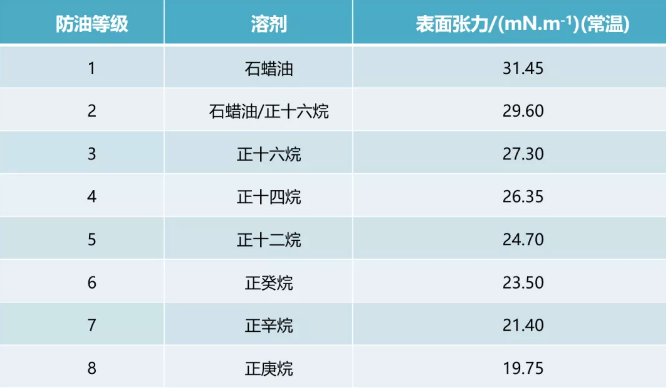 防油等级 溶剂 表面张力/(mN.m-1)(常温)
1 石蜡油 31.45
2 石蜡油/正十六烷 29.60
3 正十六烷 27.30
4 正十四烷 26.35
5 正十二烷 24.70
6 正癸烷 23.50
7 正辛烷 21.40
8 正庚烷 19.75